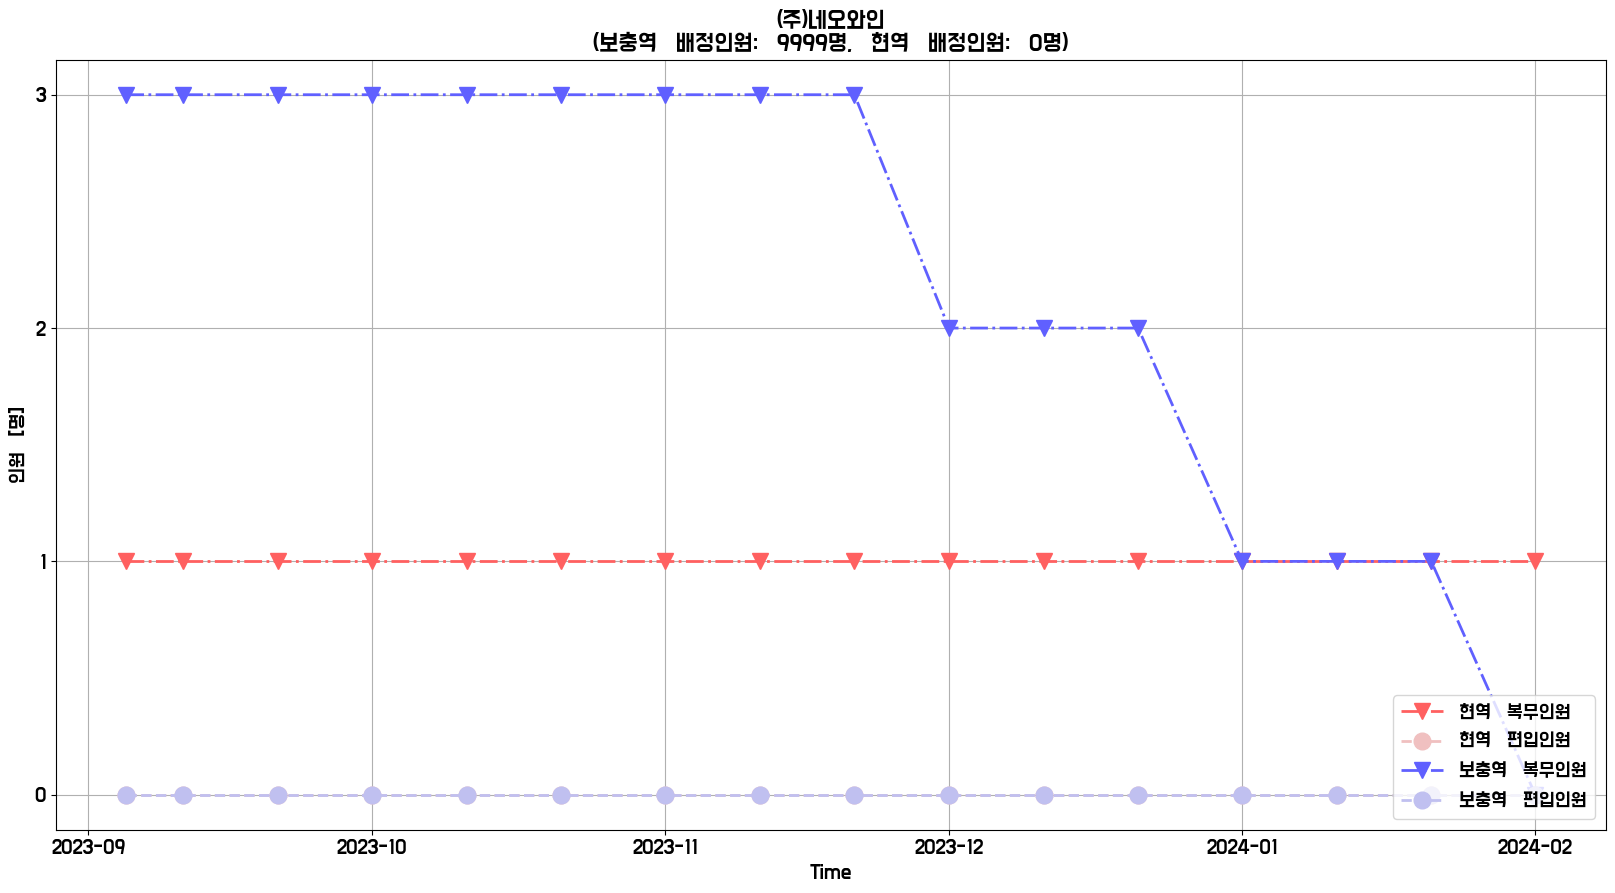 (주)네오와인
(보충역 배정인원: 9999명, 현역 배정인원: 0명)
3
2
1
0
인원 [명]
2023-09 2023-10 2023-11 2023-12 2024-01 2024-02
Time
현역 복무인원
현역 편입인원
보충역 복무인원
보충역 편입인원